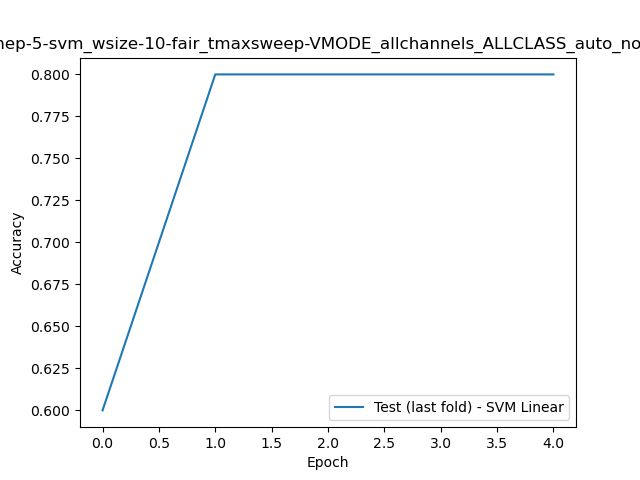 nep-5-svm_wsize-10-fair_tmaxsweep-VMODE_allchannels_ALLCLASS_auto_no
0.800
0.775
0.750
0.725
0.700
0.675
0.650
0.625
0.600
Accuracy
Test (last fold) - SVM Linear
0.0 0.5 1.0 1.5 2.0 2.5 3.0 3.5 4.0
Epoch